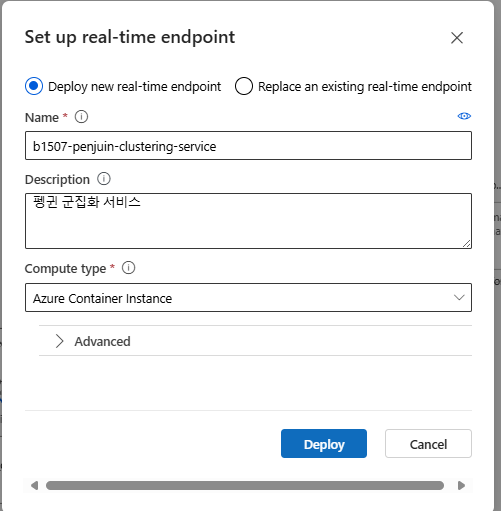 Set up real-time endpoint
Deploy new real-time endpoint
Replace an existing real-time endpoint
Name *
b1507-penjuin-clustering-service
Description
펭귄 군집화 서비스
Compute type *
Azure Container Instance
Advanced
Deploy
Cancel